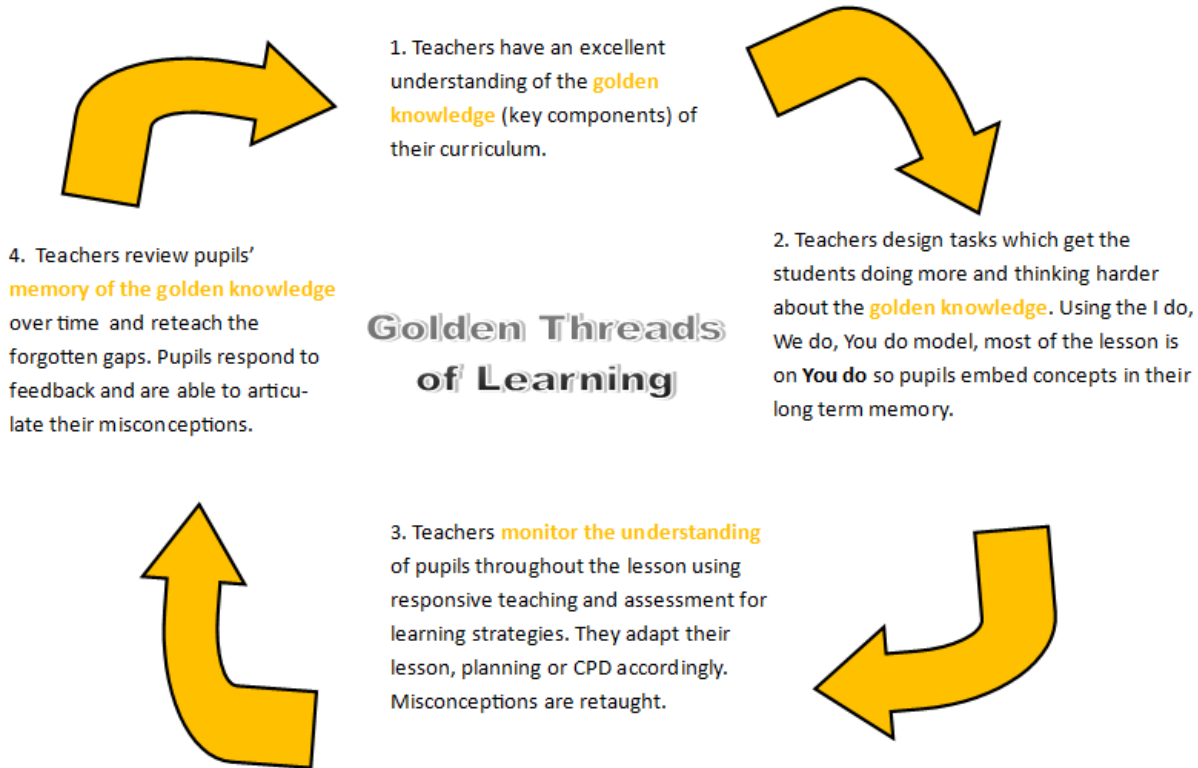 1. Teachers have an excellent
understanding of the golden
knowledge (key components) of
their curriculum.
2. Teachers design tasks which get the
students doing more and thinking harder
about the golden knowledge. Using the I do,
We do, You do model, most of the lesson is
on You do so pupils embed concepts in their
long term memory.
3. Teachers monitor the understanding
of pupils throughout the lesson using
responsive teaching and assessment for
learning strategies. They adapt their
lesson, planning or CPD accordingly.
Misconceptions are retaught.
4. Teachers review pupils’
memory of the golden knowledge
over time and reteach the
forgotten gaps. Pupils respond to
feedback and are able to articu-
late their misconceptions.
Golden Threads
of Learning